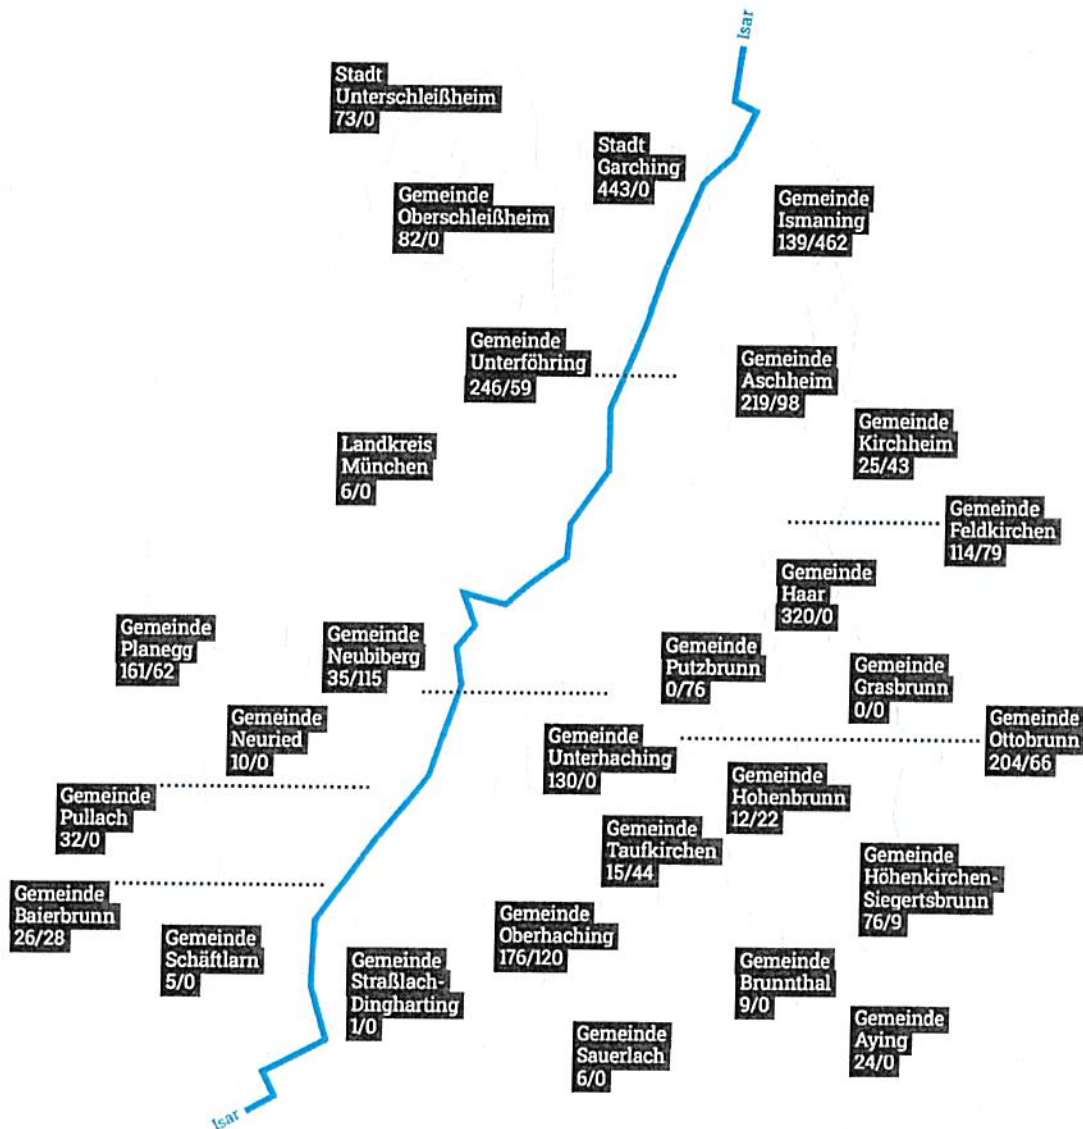 Isar
Stadt
Unterschleißheim
73/0
Stadt
Garching
443/0
Gemeinde
Oberschleißheim
82/0
Gemeinde
Ismaning
139/462
Gemeinde
Unterföhring
246/59
Gemeinde
Aschheim
219/98
Gemeinde
Kirchheim
25/43
Landkreis
München
6/0
Gemeinde
Feldkirchen
114/79
Gemeinde
Haar
320/0
Gemeinde
Planegg
161/62
Gemeinde
Neubiberg
35/115
Gemeinde
Putzbrunn
0/76
Gemeinde
Grasbrunn
0/0
Gemeinde
Neuried
10/0
Gemeinde
Unterhaching
130/0
Gemeinde
Ottobrunn
204/66
Gemeinde
Hohenbrunn
12/22
Gemeinde
Pullach
32/0
Gemeinde
Taufkirchen
15/44
Gemeinde
Höhenkirchen-
Siegertsbrunn
76/9
Gemeinde
Baierbrunn
26/28
Gemeinde
Schäftlarn
5/0
Gemeinde
Oberhaching
176/120
Gemeinde
Straßlach-
Dingharting
1/0
Gemeinde
Brunnthal
9/0
Gemeinde
Sauerlach
6/0
Gemeinde
Aying
24/0
Isar